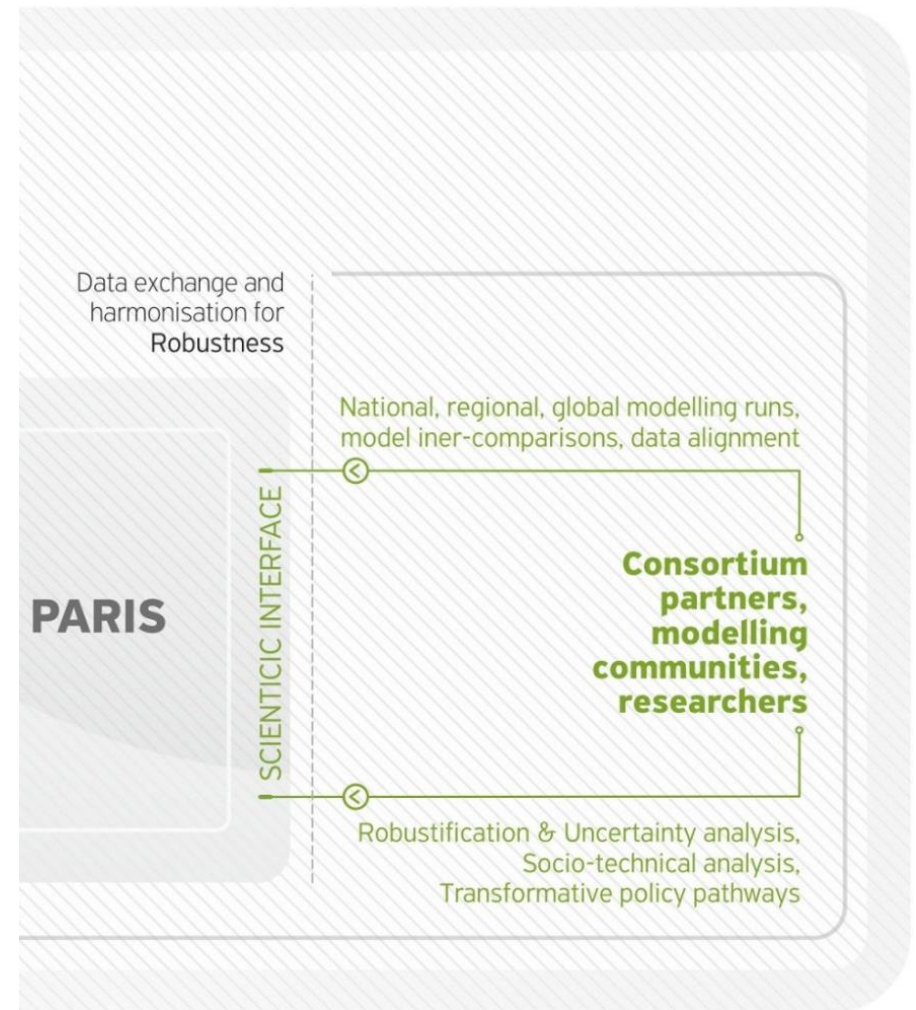 Data exchange and
harmonisation for
Robustness
National, regional, global modelling runs,
model iner-comparisons, data alignment
SCIENTICIC INTERFACE
PARIS
Consortium
partners,
modelling
communities,
researchers
Robustification & Uncertainty analysis,
Socio-technical analysis,
Transformative policy pathways